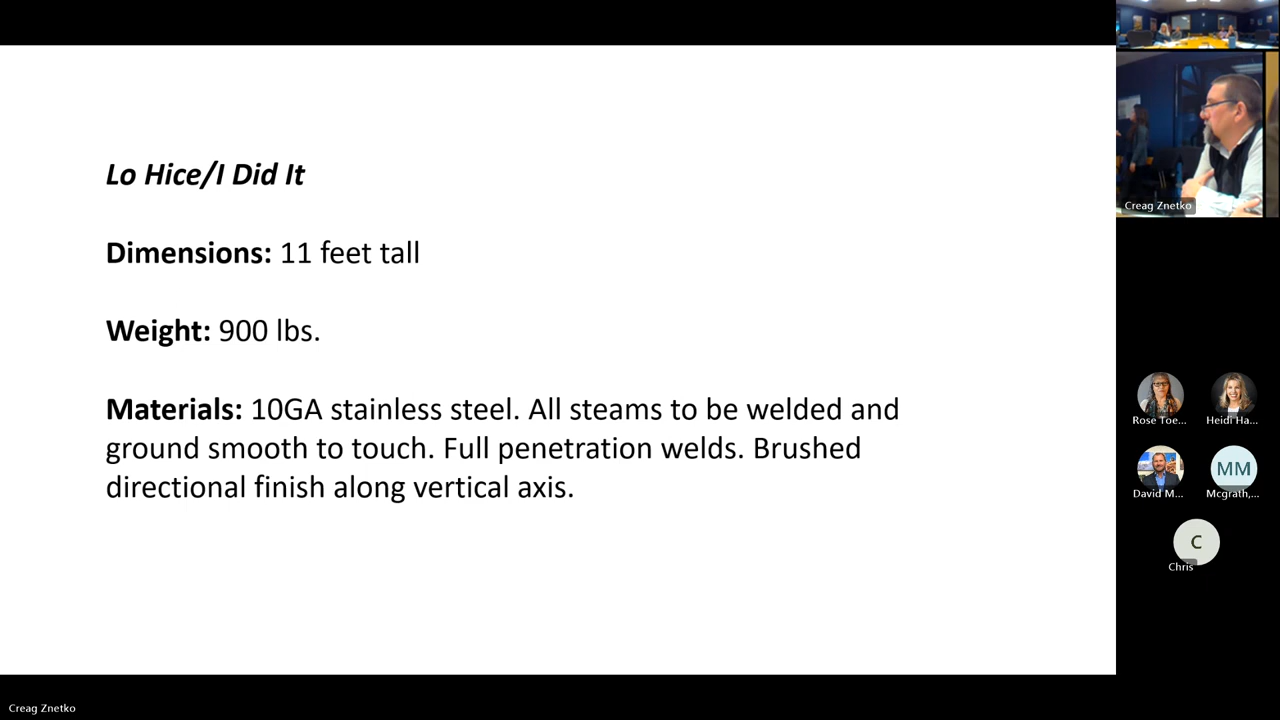 Lo Hice/I Did It
Dimensions: 11 feet tall
Weight: 900 lbs.
Materials: 10GA stainless steel. All steams to be welded and
ground smooth to touch. Full penetration welds. Brushed
directional finish along vertical axis.
Creag Znetko
Rose Toe...
Heidi Ha...
David M...
MM
Mcgrath,...
C
Chris
Creag Znetko